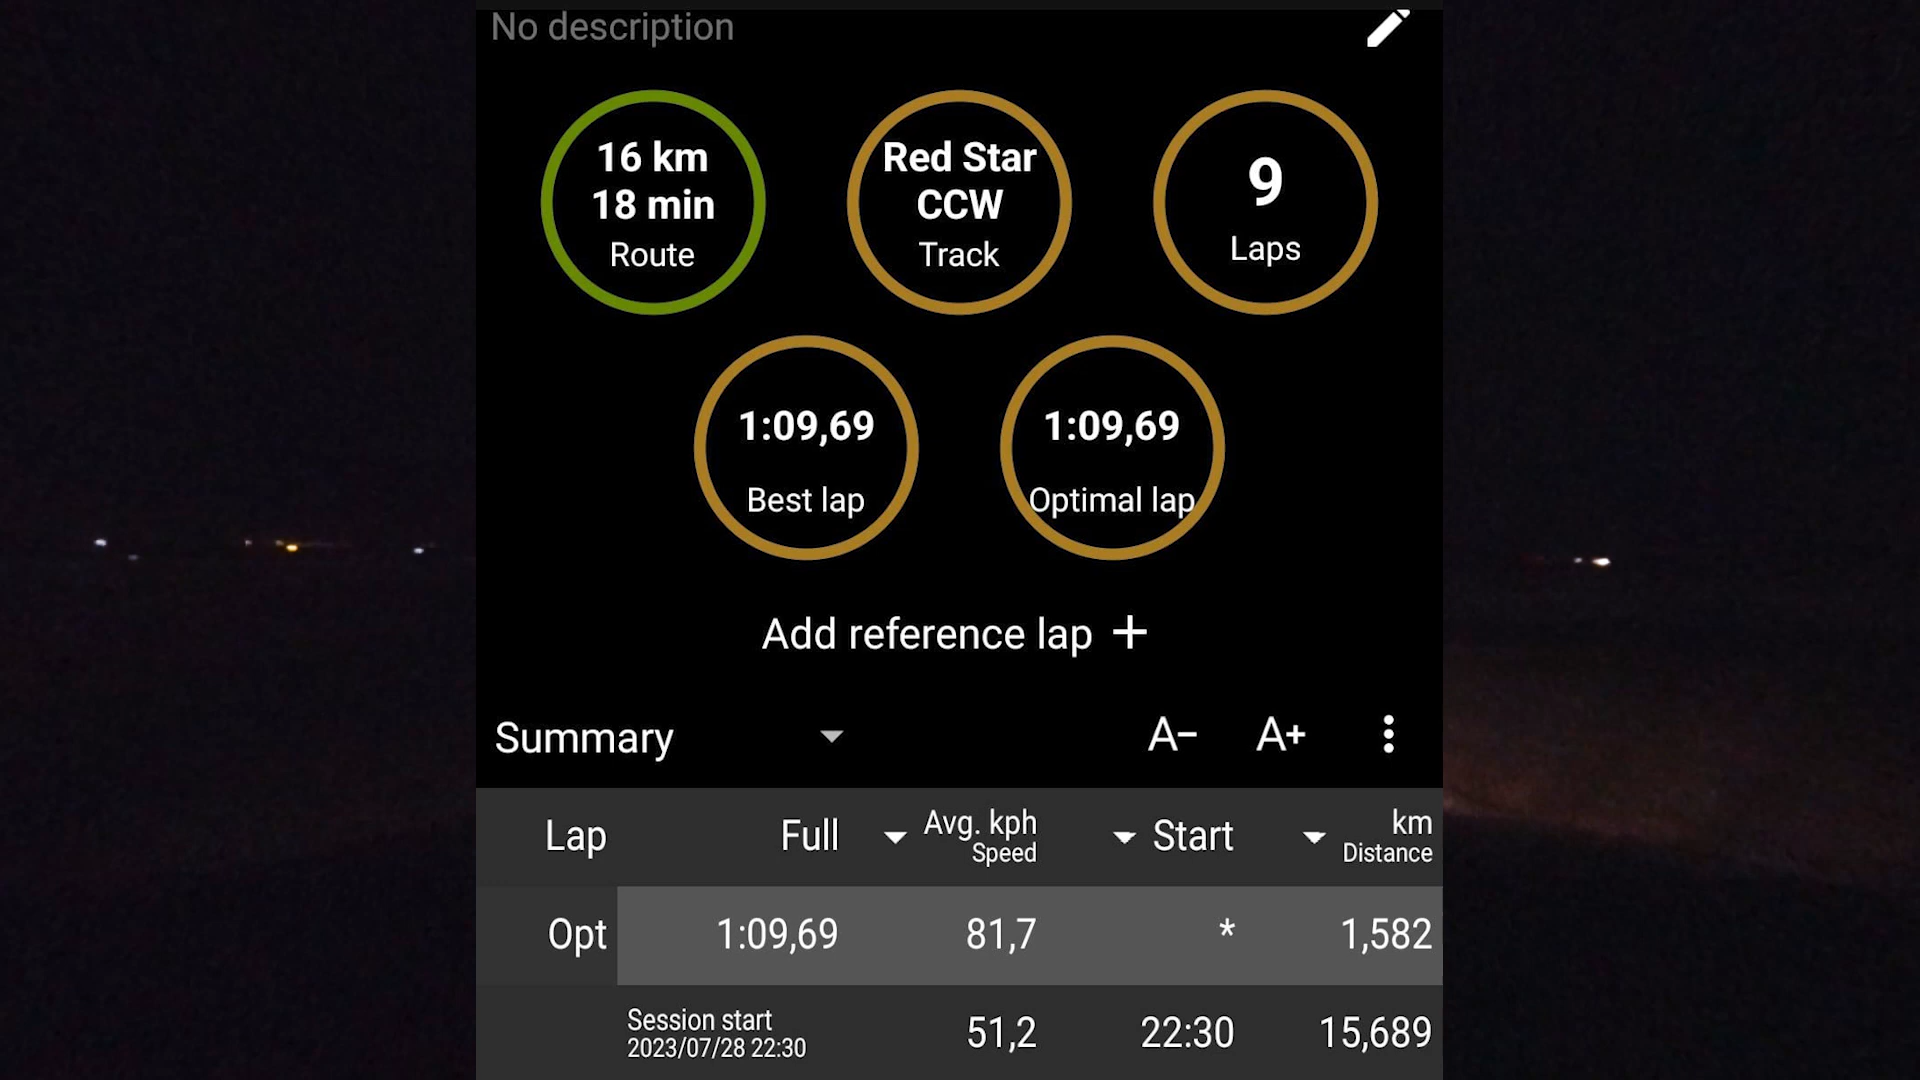 No description
16 km
18 min
Route
Red Star
CCW
Track
9
Laps
1:09,69
Best lap
1:09,69
Optimal lap
Add reference lap +
Summary
A−
A+
Lap
Full
Avg. kph
Speed
Start
km
Distance
Opt
1:09,69
81,7
*
1,582
Session start
2023/07/28 22:30
51,2
22:30
15,689